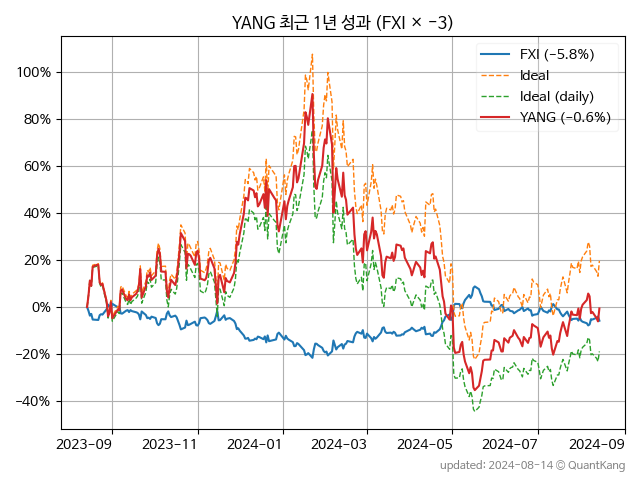 YANG 최근 1년 성과 (FXI × −3)
FXI (−5.8%)
Ideal
Ideal (daily)
YANG (−0.6%)
100%
80%
60%
40%
20%
0%
−20%
−40%
2023-09 2023-11 2024-01 2024-03 2024-05 2024-07 2024-09
updated: 2024-08-14 © QuantKang